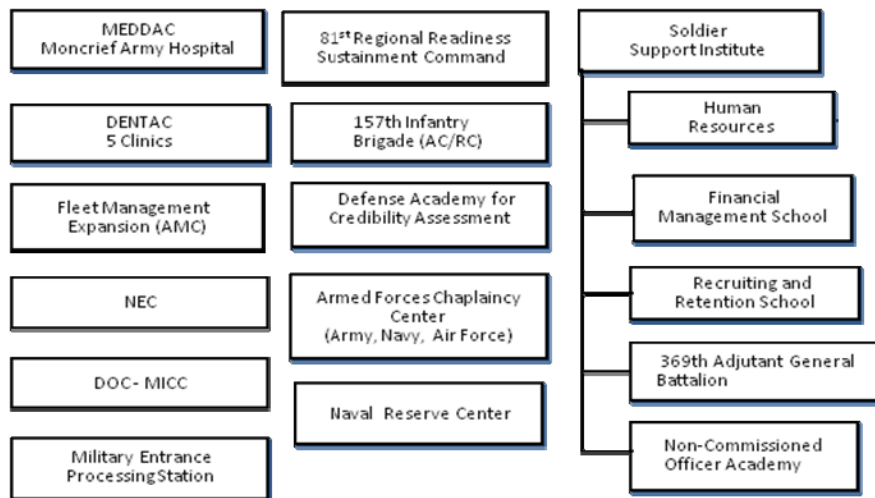 MEDDAC
Moncrief Army Hospital
DENTAC
5 Clinics
Fleet Management
Expansion (AMC)
NEC
DOC- MICC
Military Entrance
Processing Station
81st Regional Readiness
Sustainment Command
157th Infantry
Brigade (AC/RC)
Defense Academy for
Credibility Assessment
Armed Forces Chaplaincy
Center
(Army, Navy, Air Force)
Naval Reserve Center
Soldier
Support Institute
Human
Resources
Financial
Management School
Recruiting and
Retention School
369th Adjutant General
Battalion
Non-Commissioned
Officer Academy